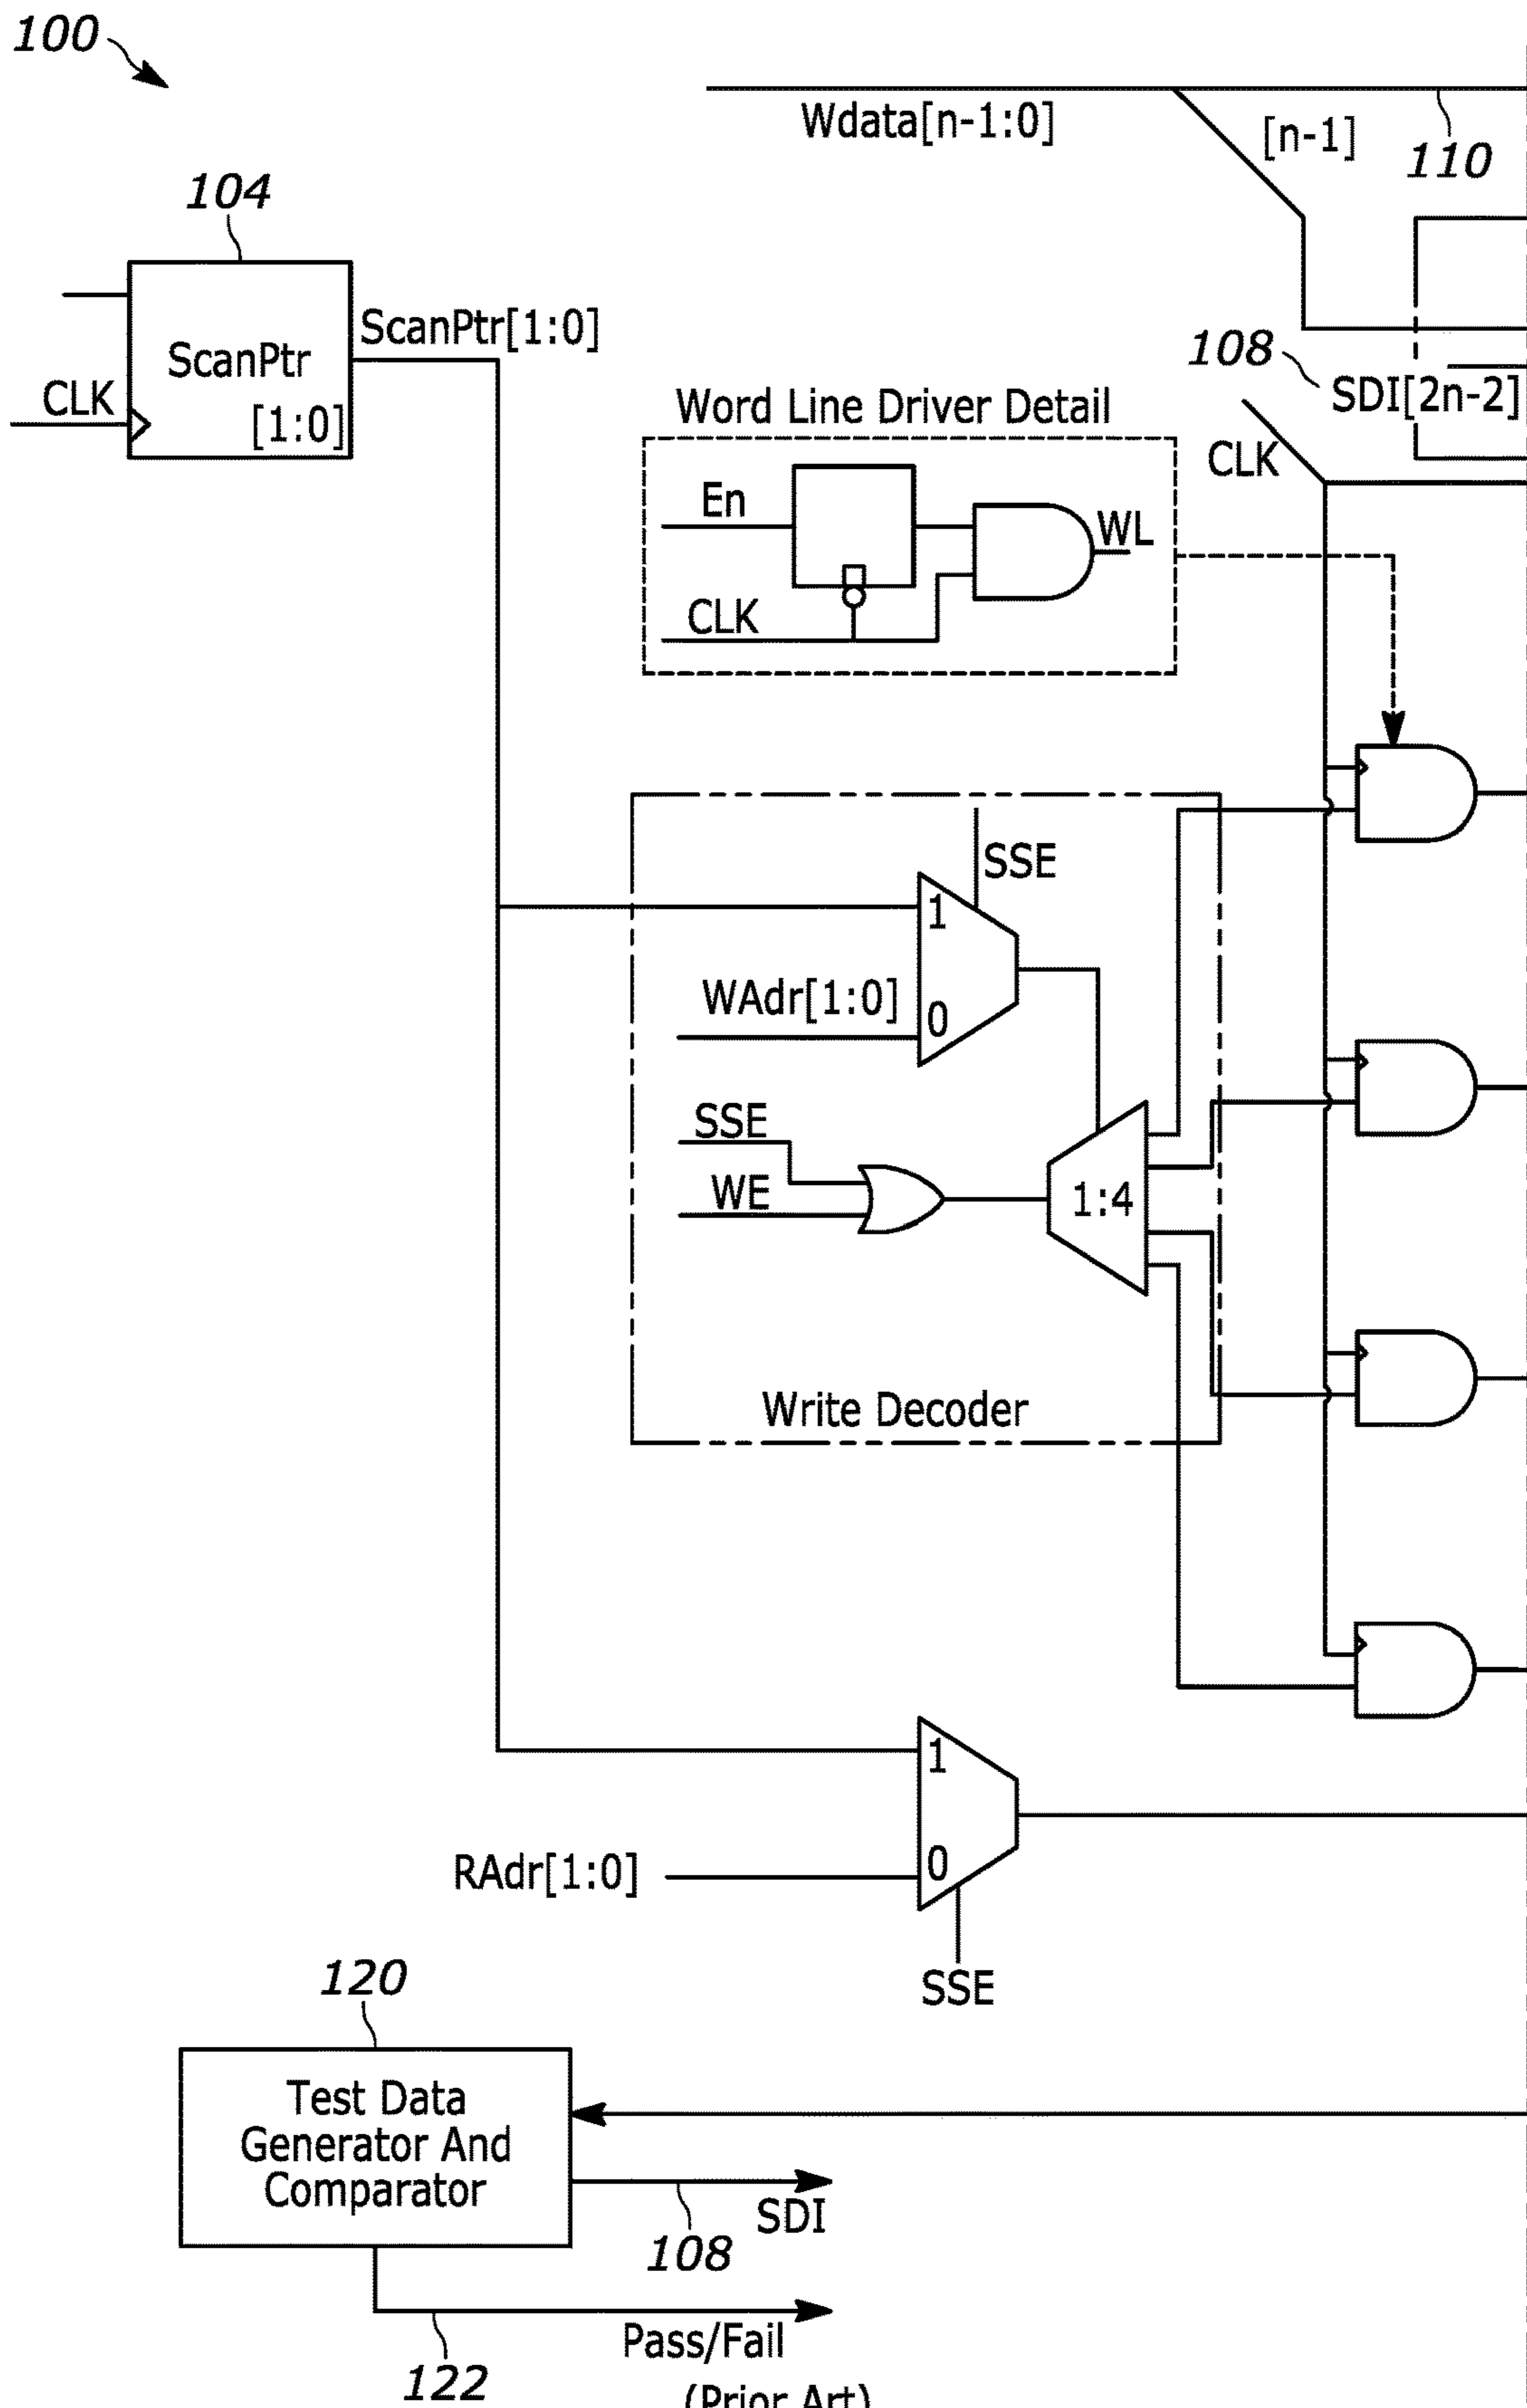 100
Wdata[n-1:0]
[n-1]
110
104
ScanPtr
[1:0]
CLK
ScanPtr[1:0]
108
SDI[2n-2]
Word Line Driver Detail
En
WL
CLK
CLK
SSE
1
WAdr[1:0]
0
SSE
WE
1:4
Write Decoder
1
RAdr[1:0]
0
SSE
120
Test Data
Generator And
Comparator
SDI
108
Pass/Fail
122
(Prior Art)